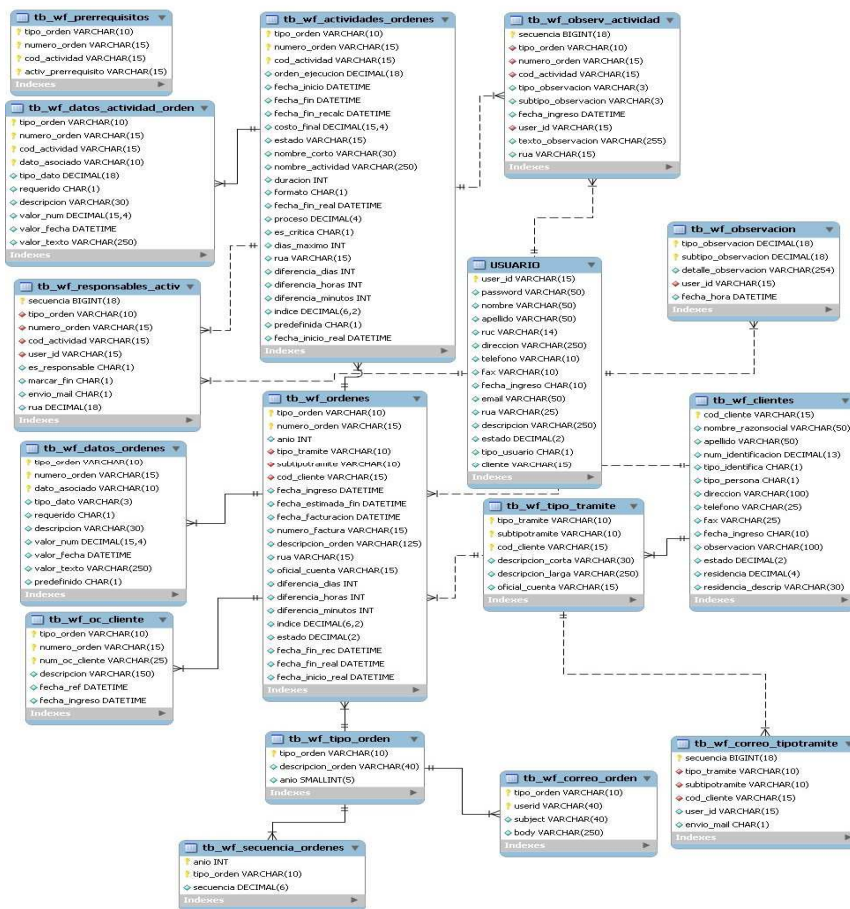 tb_wf_prerrequisitos
tipo_orden VARCHAR(10)
numero_orden VARCHAR(15)
cod_actividad VARCHAR(15)
activ_prerrequisito VARCHAR(15)
Indexes
tb_wf_datos_actividad_orden
tipo_orden VARCHAR(10)
numero_orden VARCHAR(15)
cod_actividad VARCHAR(15)
dato_asociado VARCHAR(10)
tipo_dato DECIMAL(18)
requerido CHAR(1)
descripcion VARCHAR(30)
valor_num DECIMAL(15,4)
valor_fecha DATETIME
valor_texto VARCHAR(250)
Indexes
tb_wf_responsables_activ
secuencia BIGINT(18)
tipo_orden VARCHAR(10)
numero_orden VARCHAR(15)
cod_actividad VARCHAR(15)
user_id VARCHAR(15)
es_responsable CHAR(1)
marcar_fin CHAR(1)
envio_mail CHAR(1)
rua DECIMAL(18)
Indexes
tb_wf_datos_ordenes
tipo_orden VARCHAR(10)
numero_orden VARCHAR(15)
dato_asociado VARCHAR(10)
tipo_dato VARCHAR(3)
requerido CHAR(1)
descripcion VARCHAR(30)
valor_num DECIMAL(15,4)
valor_fecha DATETIME
valor_texto VARCHAR(250)
predefinido CHAR(1)
Indexes
tb_wf_oc_cliente
tipo_orden VARCHAR(10)
numero_orden VARCHAR(15)
num_oc_cliente VARCHAR(25)
descripcion VARCHAR(150)
fecha_ref DATETIME
fecha_ingreso DATETIME
Indexes
tb_wf_actividades_ordenes
tipo_orden VARCHAR(10)
numero_orden VARCHAR(15)
cod_actividad VARCHAR(15)
orden_ejecucion DECIMAL(18)
fecha_inicio DATETIME
fecha_fin DATETIME
fecha_fin_recalc DATETIME
costo_final DECIMAL(15,4)
estado VARCHAR(15)
nombre_corto VARCHAR(30)
nombre_actividad VARCHAR(250)
duracion INT
formato CHAR(1)
fecha_fin_real DATETIME
proceso DECIMAL(4)
es_critica CHAR(1)
dias_maximo INT
rua VARCHAR(15)
diferencia_dias INT
diferencia_horas INT
diferencia_minutos INT
indice DECIMAL(6,2)
predefinida CHAR(1)
fecha_inicio_real DATETIME
Indexes
tb_wf_ordenes
tipo_orden VARCHAR(10)
numero_orden VARCHAR(15)
anio INT
tipo_tramite VARCHAR(10)
subtipotramite VARCHAR(10)
cod_cliente VARCHAR(15)
fecha_ingreso DATETIME
fecha_estimada_fin DATETIME
fecha_facturacion DATETIME
numero_factura VARCHAR(15)
descripcion_orden VARCHAR(125)
rua VARCHAR(15)
oficial_cuenta VARCHAR(15)
diferencia_dias INT
diferencia_horas INT
diferencia_minutos INT
indice DECIMAL(6,2)
estado DECIMAL(2)
fecha_fin_rec DATETIME
fecha_fin_real DATETIME
fecha_inicio_real DATETIME
Indexes
tb_wf_tipo_orden
tipo_orden VARCHAR(10)
descripcion_orden VARCHAR(40)
anio SMALLINT(5)
Indexes
tb_wf_secuencia_ordenes
anio INT
tipo_orden VARCHAR(10)
secuencia DECIMAL(6)
Indexes
tb_wf_observ_actividad
secuencia BIGINT(18)
tipo_orden VARCHAR(10)
numero_orden VARCHAR(15)
cod_actividad VARCHAR(15)
tipo_observacion VARCHAR(3)
subtipo_observacion VARCHAR(3)
fecha_ingreso DATETIME
user_id VARCHAR(15)
texto_observacion VARCHAR(255)
rua VARCHAR(15)
Indexes
USUARIO
user_id VARCHAR(15)
password VARCHAR(50)
nombre VARCHAR(50)
apellido VARCHAR(50)
ruc VARCHAR(14)
direccion VARCHAR(250)
telefono VARCHAR(10)
fax VARCHAR(10)
fecha_ingreso CHAR(10)
email VARCHAR(50)
rua VARCHAR(25)
descripcion VARCHAR(250)
estado DECIMAL(2)
tipo_usuario CHAR(1)
cliente VARCHAR(15)
Indexes
tb_wf_observacion
tipo_observacion DECIMAL(18)
subtipo_observacion DECIMAL(18)
detalle_observacion VARCHAR(254)
user_id VARCHAR(15)
fecha_hora DATETIME
Indexes
tb_wf_clientes
cod_cliente VARCHAR(15)
nombre_razonsocial VARCHAR(50)
apellido VARCHAR(50)
num_identificacion DECIMAL(13)
tipo_identifica CHAR(1)
tipo_persona CHAR(1)
direccion VARCHAR(100)
telefono VARCHAR(25)
fax VARCHAR(25)
fecha_ingreso CHAR(10)
observacion VARCHAR(100)
estado DECIMAL(2)
residencia DECIMAL(4)
residencia_descrip VARCHAR(30)
Indexes
tb_wf_tipo_tramite
tipo_tramite VARCHAR(10)
subtipotramite VARCHAR(10)
cod_cliente VARCHAR(15)
descripcion_corta VARCHAR(30)
descripcion_larga VARCHAR(250)
oficial_cuenta VARCHAR(15)
Indexes
tb_wf_correo_orden
tipo_orden VARCHAR(10)
userid VARCHAR(40)
subject VARCHAR(40)
body VARCHAR(250)
Indexes
tb_wf_correo_tipotramite
secuencia BIGINT(18)
tipo_tramite VARCHAR(10)
subtipotramite VARCHAR(10)
cod_cliente VARCHAR(15)
user_id VARCHAR(15)
envio_mail CHAR(1)
Indexes